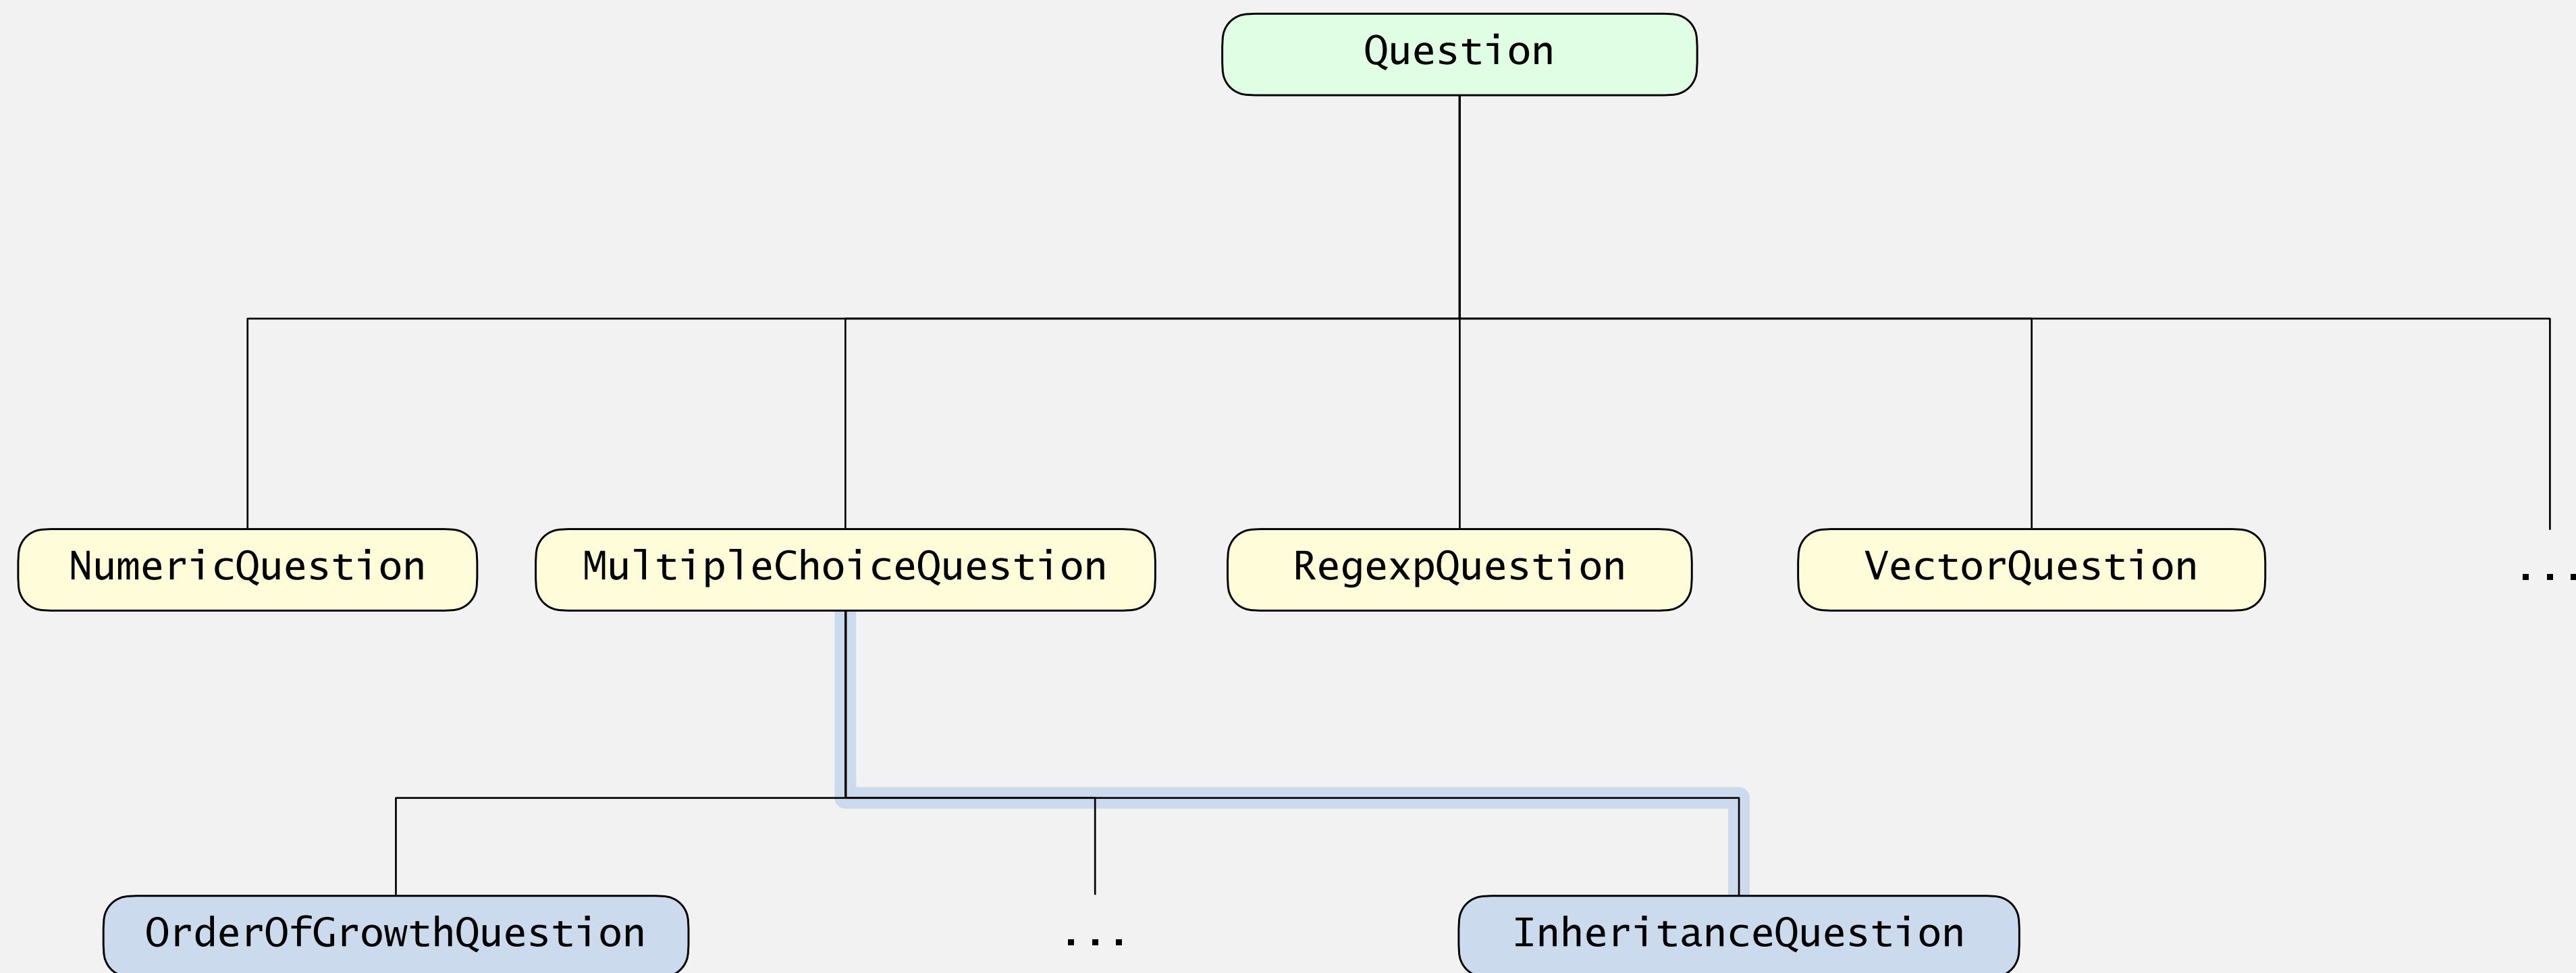 Question
NumericQuestion
MultipleChoiceQuestion
RegexpQuestion
VectorQuestion
...
OrderOfGrowthQuestion
...
InheritanceQuestion